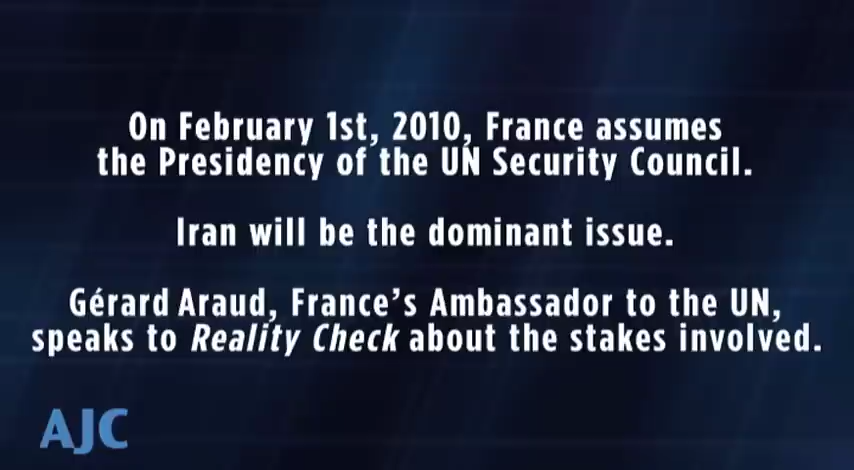 On February 1st, 2010, France assumes
the Presidency of the UN Security Council.
Iran will be the dominant issue.
Gérard Araud, France's Ambassador to the UN,
speaks to Reality Check about the stakes involved.
AJC